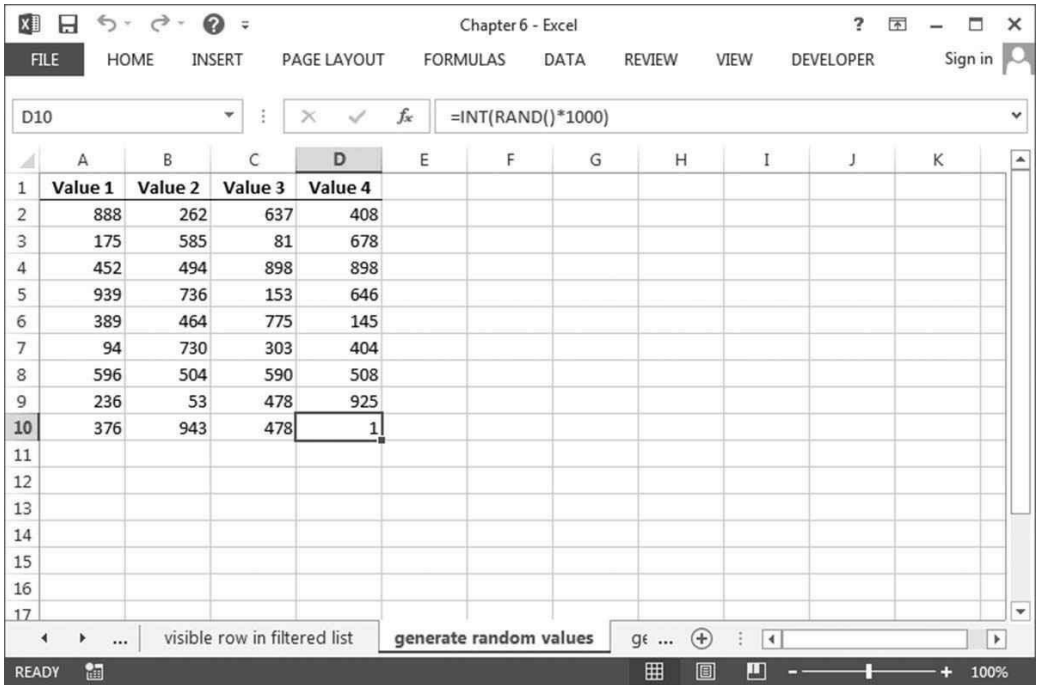 Chapter 6 - Excel
FILE HOME INSERT PAGE LAYOUT FORMULAS DATA REVIEW VIEW DEVELOPER Sign in
D10 fx =INT(RAND()*1000)
A B C D E F G H I J K
1 Value 1 Value 2 Value 3 Value 4
2 888 262 637 408
3 175 585 81 678
4 452 494 898 898
5 939 736 153 646
6 389 464 775 145
7 94 730 303 404
8 596 504 590 508
9 236 53 478 925
10 376 943 478 1
11
12
13
14
15
16
17
... visible row in filtered list generate random values ge ...
READY 100%